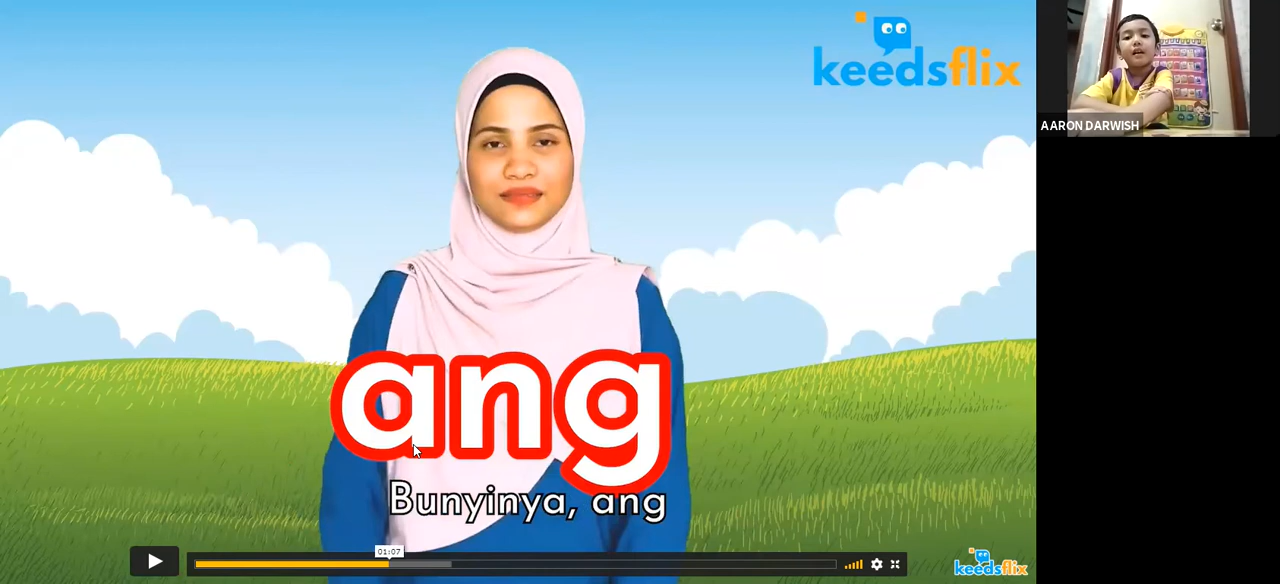 keedsflix
AARON DARWISH
ang
Bunyinya, ang
01:07
keedsflix